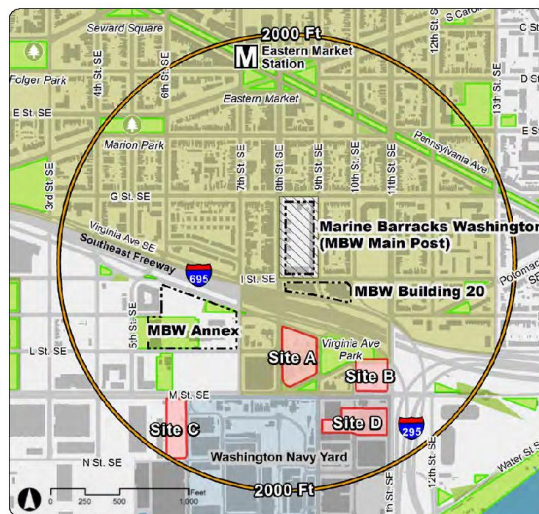 2000-Ft
Seward Square
S Caro
12th St. SE
C St.
M
Eastern Market
Station
Folger Park
4th St. SE
6th St. SE
D St.
Eastern Market
13th St. SE
E St. SE
Marion Park
E St
Pennsylvania Ave
3rd St. SE
7th St. SE
8th St. SE
9th St. SE
10th St. SE
11th St. SE
G St. SE
Marine Barracks Washington
(MBW Main Post)
Virginia Ave SE
Southeast Freeway
695
I St. SE
Potomac
MBW Building 20
5th St. SE
MBW Annex
L St. SE
Site A
Virginia Ave
Park
Site B
M St. SE
Site C
Site D
295
N St. SE
Washington Navy Yard
12th St. SE
Water St S
0 250 500 1,000
Feet
2000-Ft